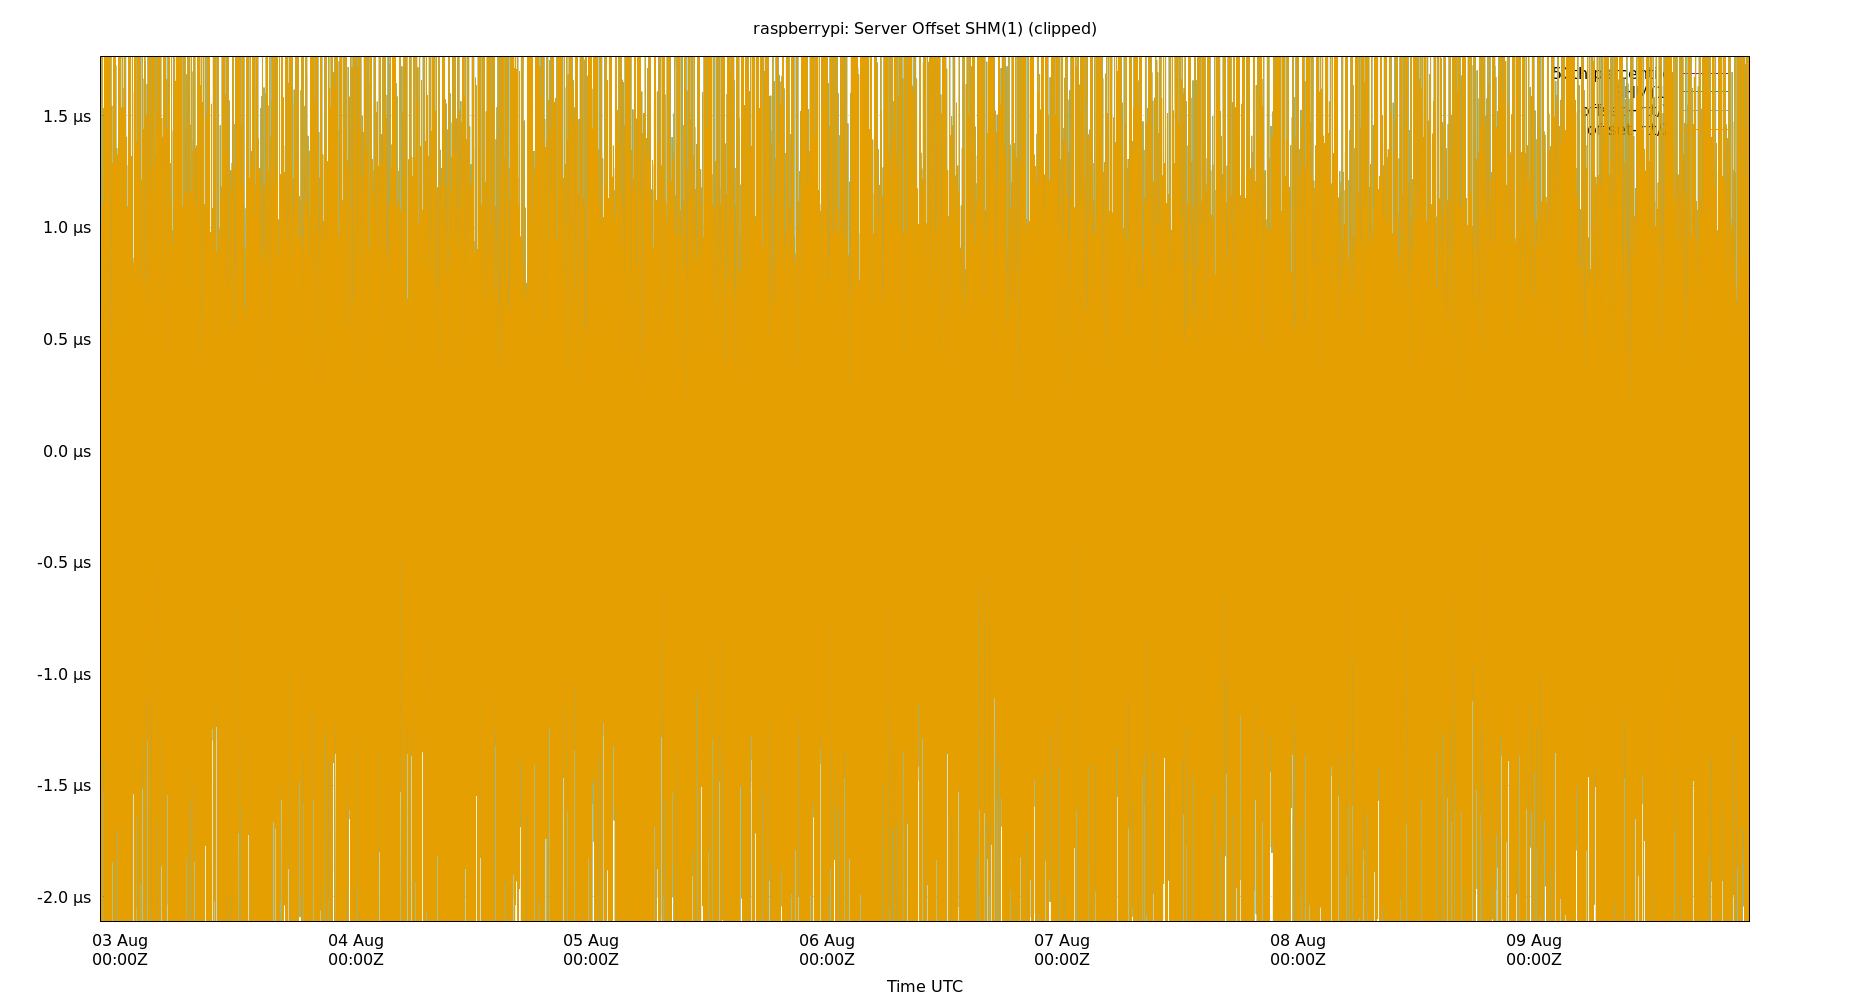 raspberrypi: Server Offset SHM(1) (clipped)
1.5 µs
1.0 µs
0.5 µs
0.0 µs
-0.5 µs
-1.0 µs
-1.5 µs
-2.0 µs
03 Aug 04 Aug 05 Aug 06 Aug 07 Aug 08 Aug 09 Aug
00:00Z 00:00Z 00:00Z 00:00Z 00:00Z 00:00Z 00:00Z
Time UTC